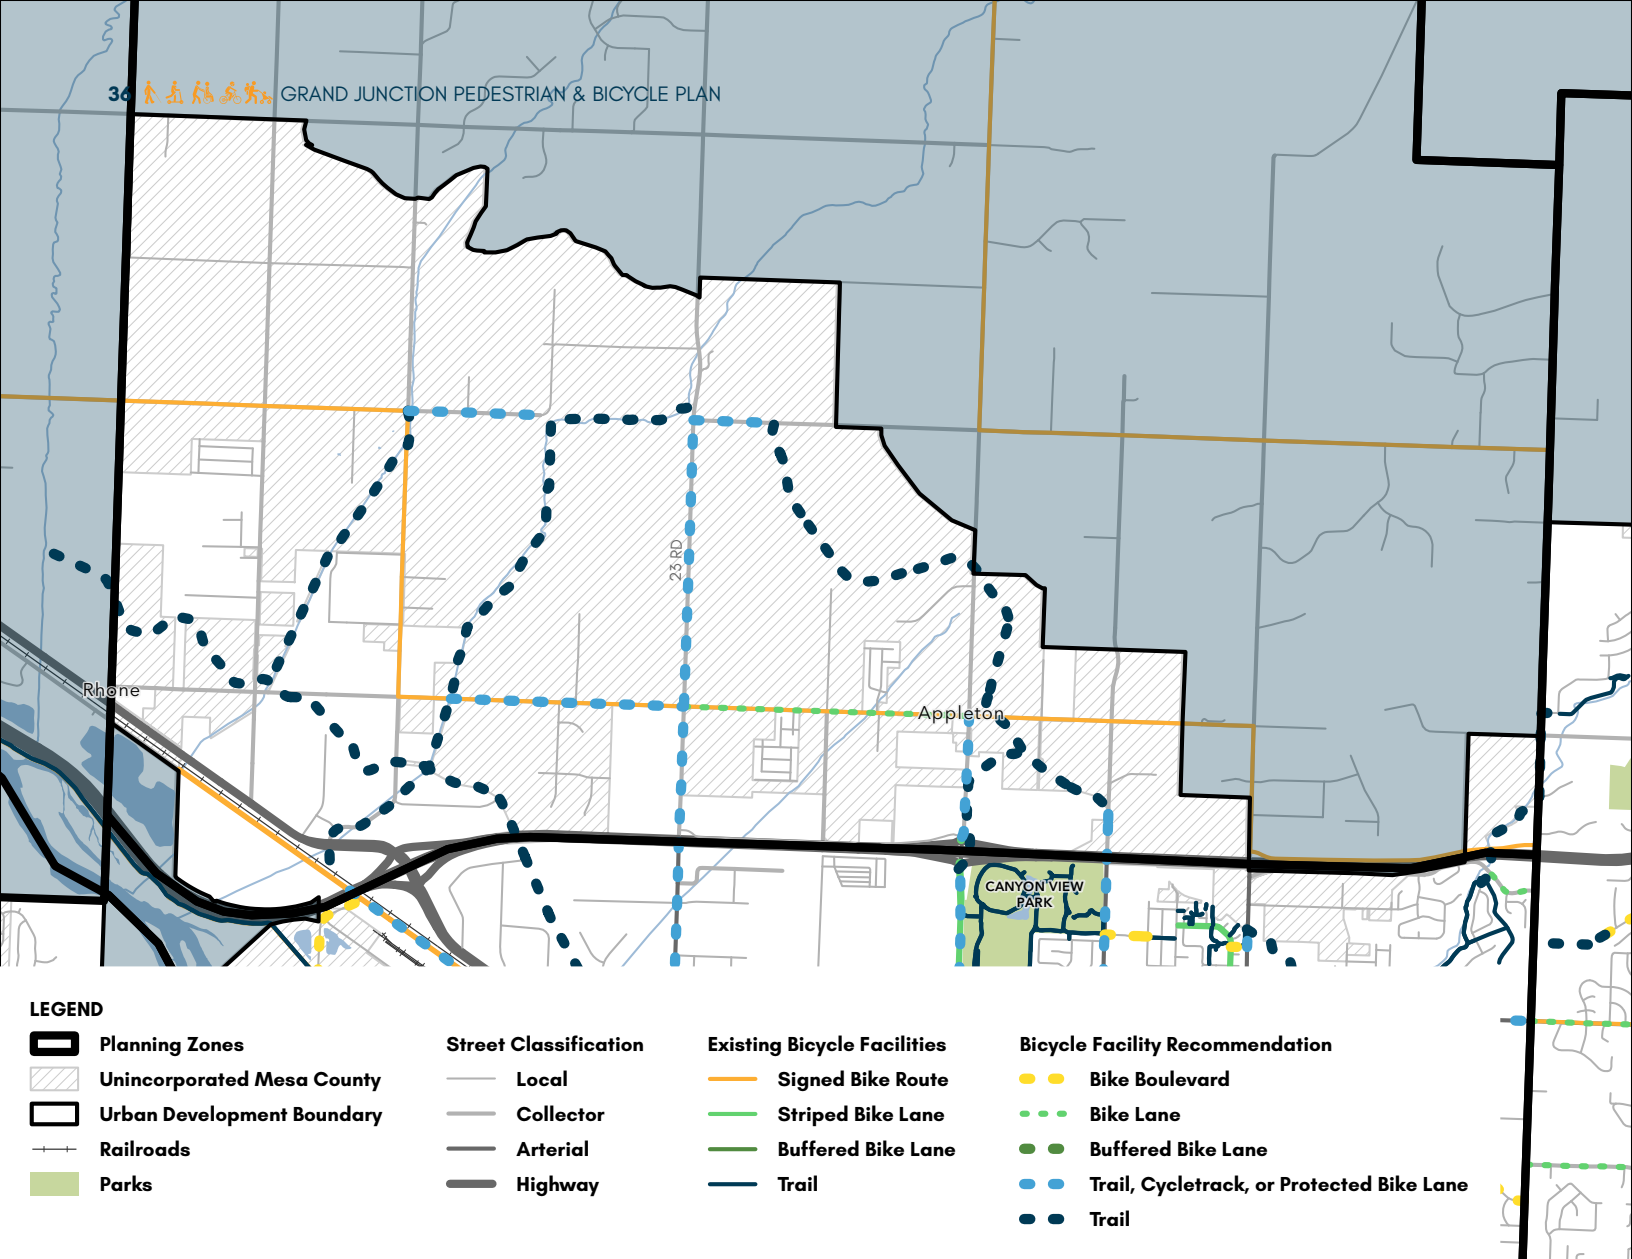 36 GRAND JUNCTION PEDESTRIAN & BICYCLE PLAN
23 RD
Rhone
Appleton
CANYON VIEW
PARK
LEGEND
Planning Zones
Unincorporated Mesa County
Urban Development Boundary
Railroads
Parks
Street Classification
Local
Collector
Arterial
Highway
Existing Bicycle Facilities
Signed Bike Route
Striped Bike Lane
Buffered Bike Lane
Trail
Bicycle Facility Recommendation
Bike Boulevard
Bike Lane
Buffered Bike Lane
Trail, Cycletrack, or Protected Bike Lane
Trail